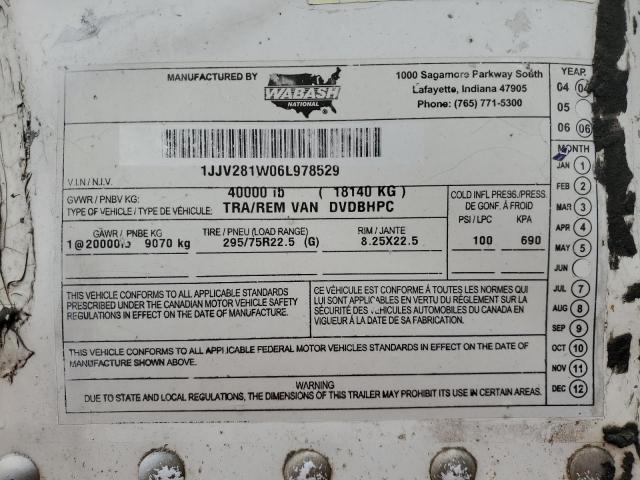 MANUFACTURED BY
WABASH
NATIONAL
1000 Sagamore Parkway South
Lafayette, Indiana 47905
Phone: (765) 771-5300
1JJV281W06L978529
V.I.N / N.I.V.
GVWR / PNBV KG: 40000 lb ( 18140 KG )
TYPE OF VEHICLE / TYPE DE VÉHICULE: TRA/REM VAN DVDBHPC
COLD INFL PRESS./PRESS.
DE GONF. À FROID
PSI / LPC KPA
GAWR / PNBE KG TIRE / PNEU (LOAD RANGE) RIM / JANTE
1@20000lb 9070 kg 295/75R22.5 (G) 8.25X22.5 100 690
THIS VEHICLE CONFORMS TO ALL APPLICABLE STANDARDS
PRESCRIBED UNDER THE CANADIAN MOTOR VEHICLE SAFETY
REGULATIONS IN EFFECT ON THE DATE OF MANUFACTURE.
CE VÉHICULE EST CONFORME À TOUTES LES NORMES QUI
LUI SONT APPLICABLES EN VERTU DU RÈGLEMENT SUR LA
SÉCURITÉ DES VÉHICULES AUTOMOBILES DU CANADA EN
VIGUEUR À LA DATE DE SA FABRICATION.
THIS VEHICLE CONFORMS TO ALL APPLICABLE FEDERAL MOTOR VEHICLES STANDARDS IN EFFECT ON THE DATE OF
MANUFACTURE SHOWN ABOVE.
WARNING
DUE TO STATE AND LOCAL REGULATIONS, THE DIMENSIONS OF THIS TRAILER MAY PROHIBIT ITS USE IN CERTAIN AREAS.
YEAR
04 04
05
06 06
MONTH
JAN 1
FEB 2
MAR 3
APR 4
MAY 5
JUN
JUL 7
AUG 8
SEP 9
OCT 10
NOV 11
DEC 12